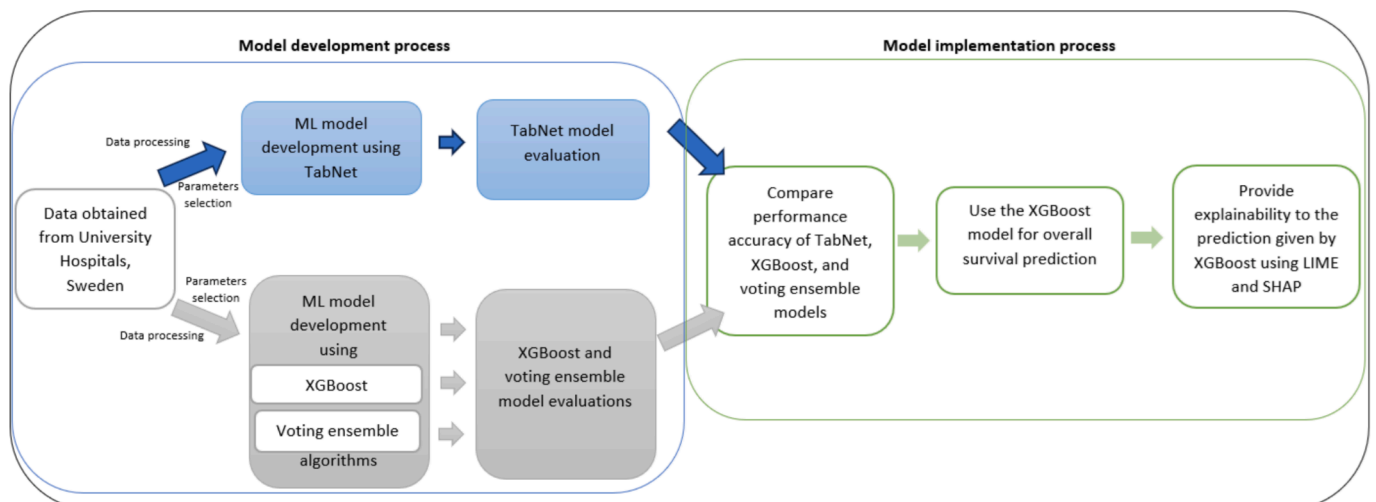 Model development process
Model implementation process
Data processing
Parameters
selection
Data obtained
from University
Hospitals,
Sweden
Parameters
selection
Data processing
ML model
development using
TabNet
TabNet model
evaluation
ML model
development
using
XGBoost
Voting ensemble
algorithms
XGBoost and
voting ensemble
model evaluations
Compare
performance
accuracy of TabNet,
XGBoost, and
voting ensemble
models
Use the XGBoost
model for overall
survival prediction
Provide
explainability to the
prediction given by
XGBoost using LIME
and SHAP